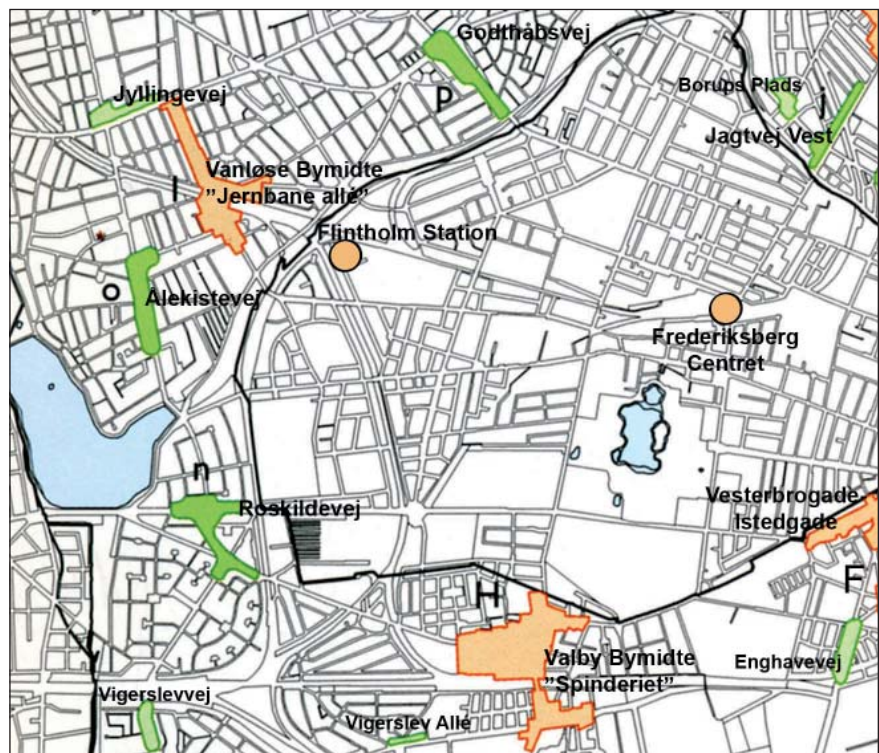 Godthåbsvej
P
Jyllingevej
Borups Plads
j
Jagtvej Vest
Vanløse Bymidte
"Jernbane allé"
I
Flintholm Station
o
Ålekistevej
Frederiksberg
Centret
n
Roskildevej
Vesterbrogade
Istedgade
H
F
Valby Bymidte
"Spinderiet"
Enghavevej
Vigerslevvej
Vigerslev Allé